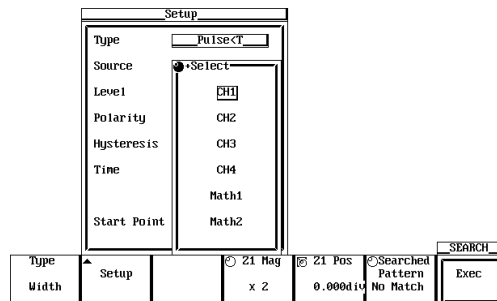 Setup
Type Pulse<T
Source +Select
Level CH1
Polarity CH2
Hysteresis CH3
Time CH4
Math1
Start Point Math2
SEARCH
Type Setup Z1 Mag Z1 Pos Searched Exec
Pattern
Width x 2 0.000div No Match